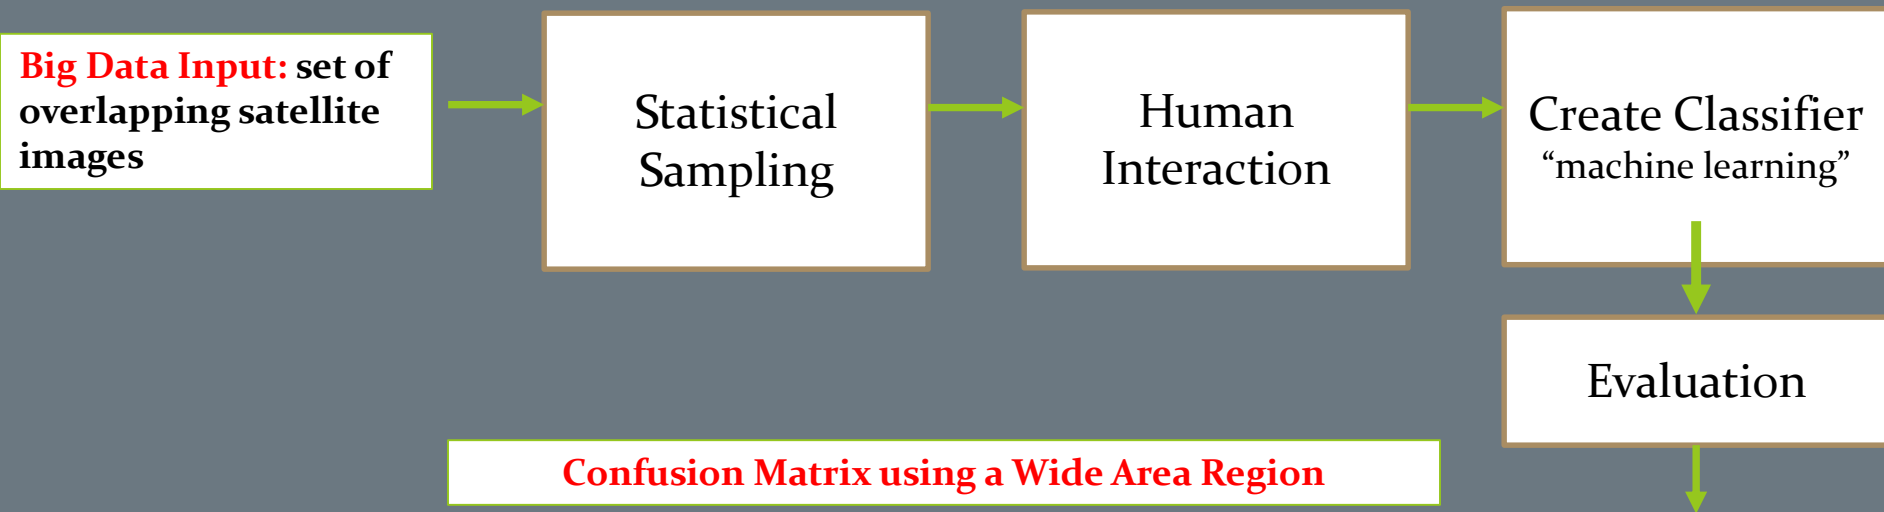 Big Data Input: set of
overlapping satellite
images
Statistical
Sampling
Human
Interaction
Create Classifier
“machine learning”
Evaluation
Confusion Matrix using a Wide Area Region